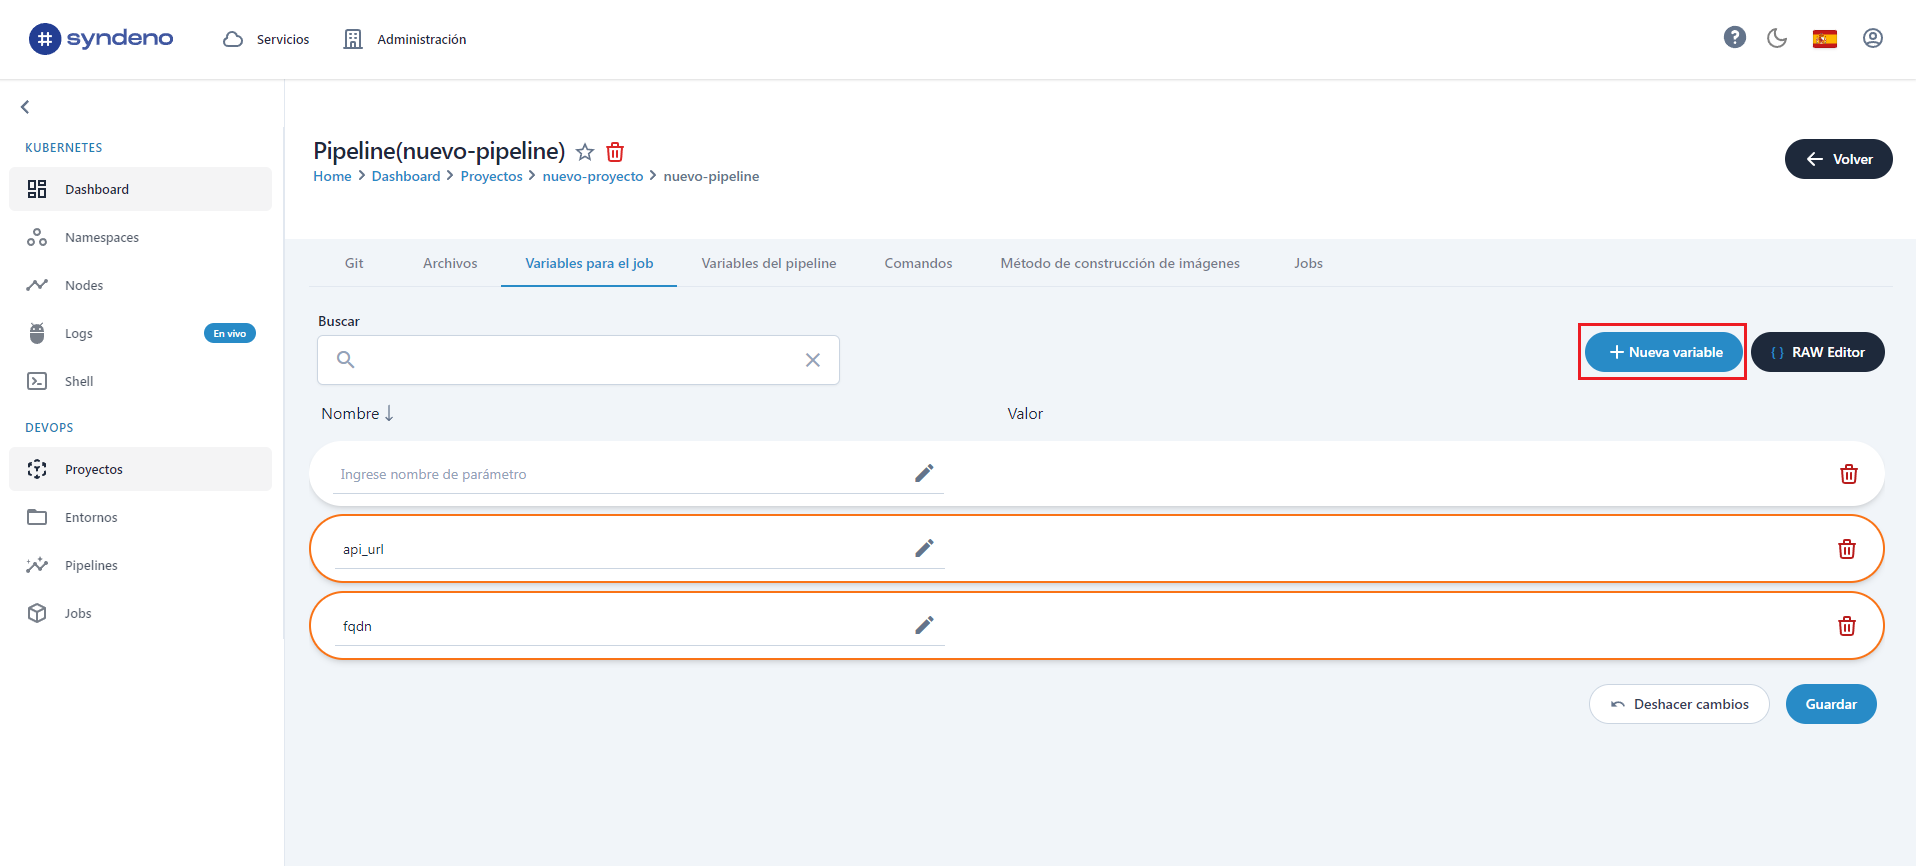 # syndeno
Servicios
Administración
?
KUBERNETES
Dashboard
Namespaces
Nodes
Logs
En vivo
Shell
DEVOPS
Proyectos
Entornos
Pipelines
Jobs
Pipeline(nuevo-pipeline)
Home > Dashboard > Proyectos > nuevo-proyecto > nuevo-pipeline
Volver
Git
Archivos
Variables para el job
Variables del pipeline
Comandos
Método de construcción de imágenes
Jobs
Buscar
+ Nueva variable
{ } RAW Editor
Nombre ↓
Valor
Ingrese nombre de parámetro
api_url
fqdn
Deshacer cambios
Guardar